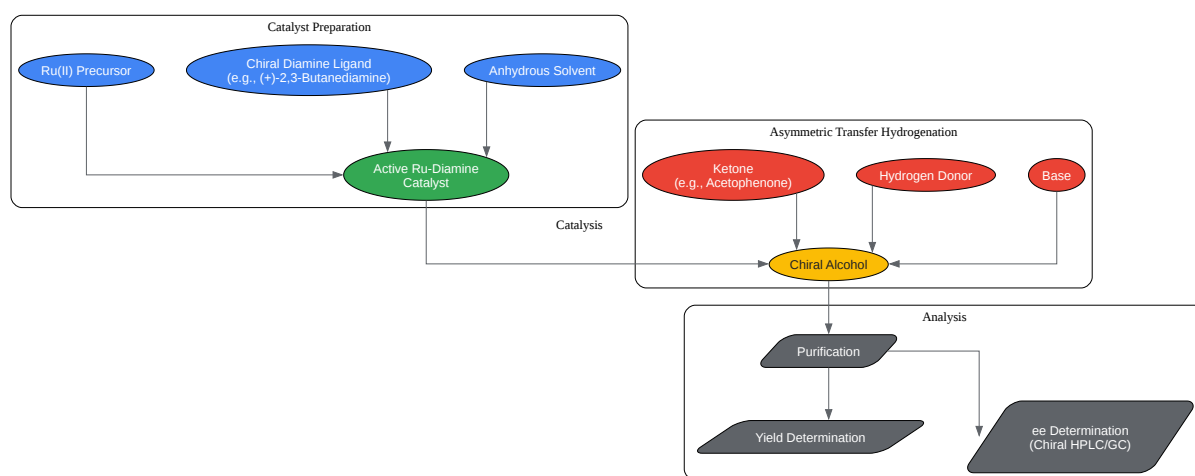 Catalyst Preparation
Ru(II) Precursor
Chiral Diamine Ligand
(e.g., (+)-2,3-Butanediamine)
Anhydrous Solvent
Active Ru-Diamine
Catalyst
Catalysis
Asymmetric Transfer Hydrogenation
Ketone
(e.g., Acetophenone)
Hydrogen Donor
Base
Chiral Alcohol
Analysis
Purification
Yield Determination
ee Determination
(Chiral HPLC/GC)